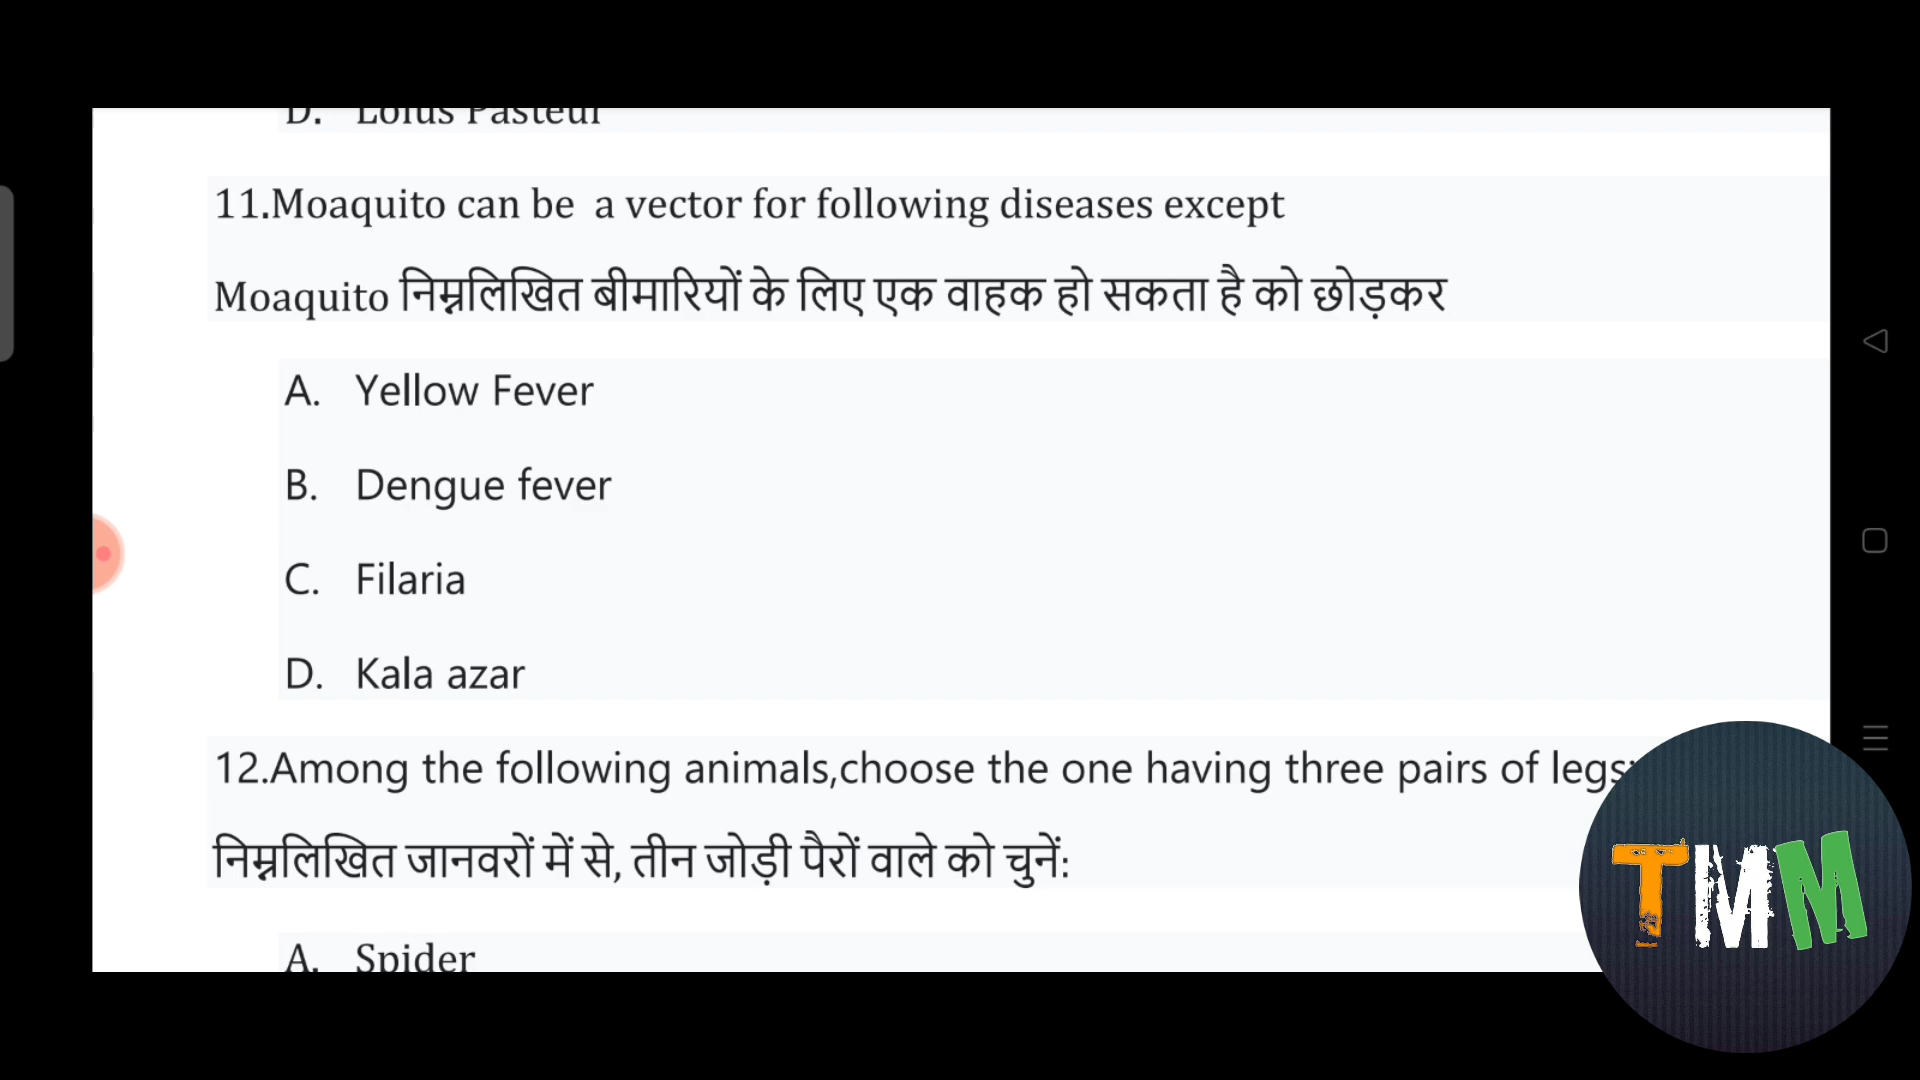 D. Loius Pasteur
11.Moaquito can be a vector for following diseases except
Moaquito निम्नलिखित बीमारियों के लिए एक वाहक हो सकता है को छोड़कर
A. Yellow Fever
B. Dengue fever
C. Filaria
D. Kala azar
12.Among the following animals,choose the one having three pairs of legs:
निम्नलिखित जानवरों में से, तीन जोड़ी पैरों वाले को चुनें:
A. Spider
TMM